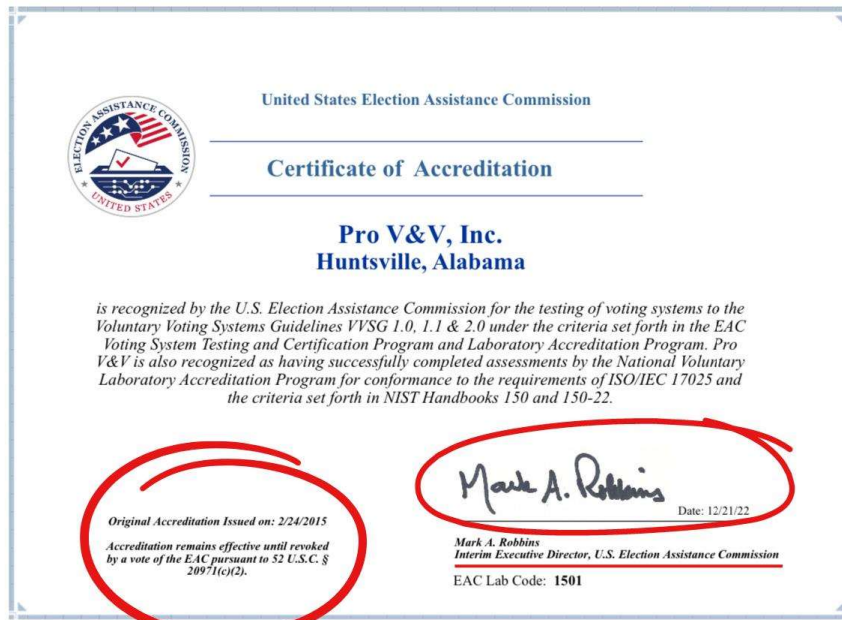 ELECTION ASSISTANCE COMMISSION
UNITED STATES
United States Election Assistance Commission
Certificate of Accreditation
Pro V&V, Inc.
Huntsville, Alabama
is recognized by the U.S. Election Assistance Commission for the testing of voting systems to the
Voluntary Voting Systems Guidelines VVSG 1.0, 1.1 & 2.0 under the criteria set forth in the EAC
Voting System Testing and Certification Program and Laboratory Accreditation Program. Pro
V&V is also recognized as having successfully completed assessments by the National Voluntary
Laboratory Accreditation Program for conformance to the requirements of ISO/IEC 17025 and
the criteria set forth in NIST Handbooks 150 and 150-22.
Original Accreditation Issued on: 2/24/2015
Accreditation remains effective until revoked
by a vote of the EAC pursuant to 52 U.S.C. §
20971(c)(2).
Mark A. Robbins
Date: 12/21/22
Mark A. Robbins
Interim Executive Director, U.S. Election Assistance Commission
EAC Lab Code: 1501